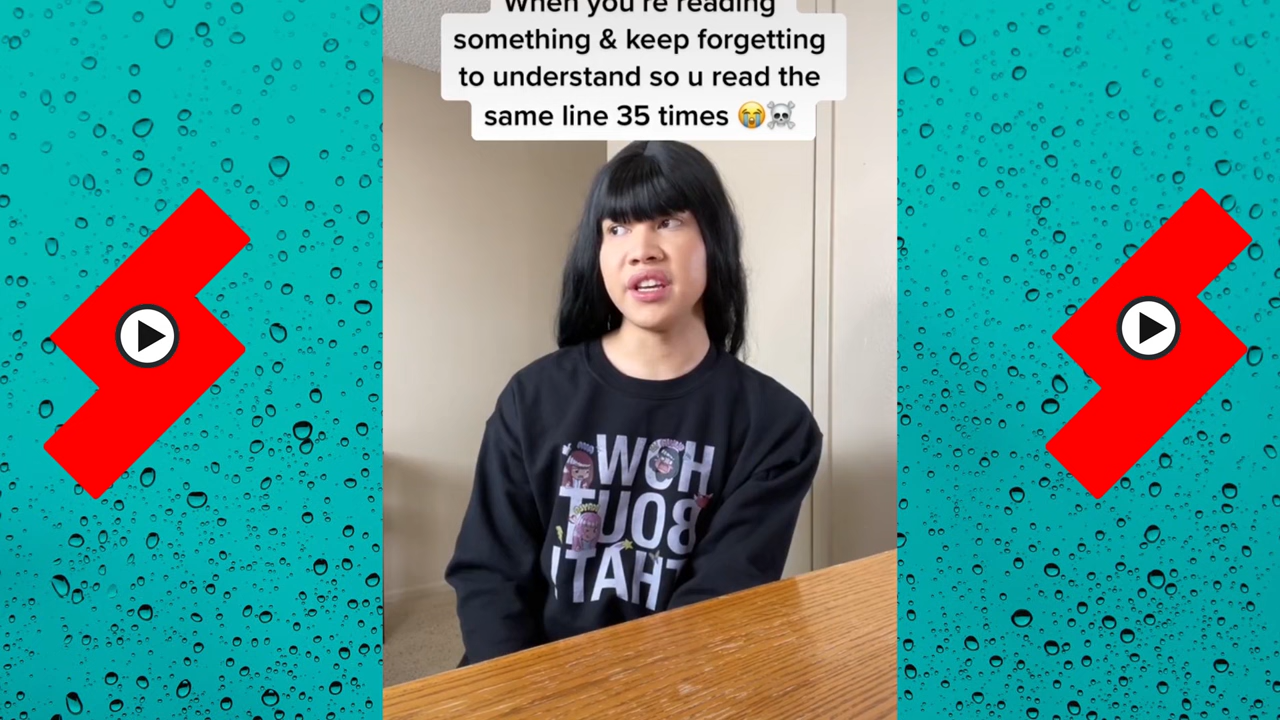 When you're reading
something & keep forgetting
to understand so u read the
same line 35 times 😭☠️
HOW
BOUT
THAT!